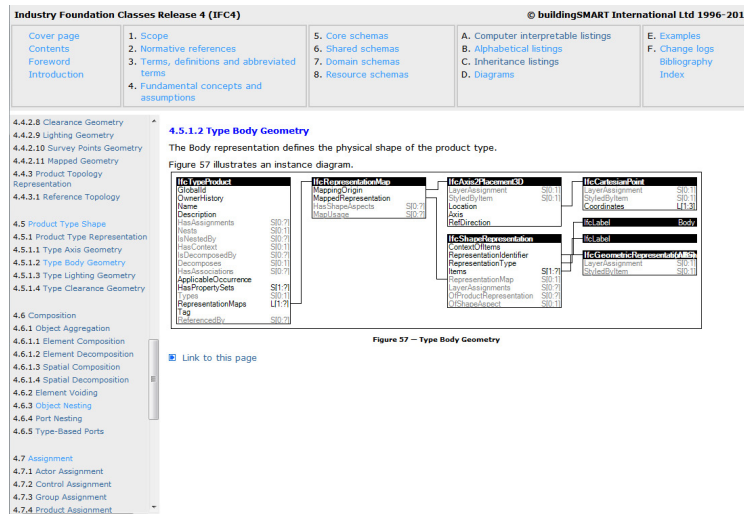 Industry Foundation Classes Release 4 (IFC4)
© buildingSMART International Ltd 1996-201
Cover page
Contents
Foreword
Introduction
1. Scope
2. Normative references
3. Terms, definitions and abbreviated
terms
4. Fundamental concepts and
assumptions
5. Core schemas
6. Shared schemas
7. Domain schemas
8. Resource schemas
A. Computer interpretable listings
B. Alphabetical listings
C. Inheritance listings
D. Diagrams
E. Examples
F. Change logs
Bibliography
Index
4.4.2.8 Clearance Geometry
4.4.2.9 Lighting Geometry
4.4.2.10 Survey Points Geometry
4.4.2.11 Mapped Geometry
4.4.3 Product Topology
Representation
4.4.3.1 Reference Topology
4.5 Product Type Shape
4.5.1 Product Type Representation
4.5.1.1 Type Axis Geometry
4.5.1.2 Type Body Geometry
4.5.1.3 Type Lighting Geometry
4.5.1.4 Type Clearance Geometry
4.6 Composition
4.6.1 Object Aggregation
4.6.1.1 Element Composition
4.6.1.2 Element Decomposition
4.6.1.3 Spatial Composition
4.6.1.4 Spatial Decomposition
4.6.2 Element Voiding
4.6.3 Object Nesting
4.6.4 Port Nesting
4.6.5 Type-Based Ports
4.7 Assignment
4.7.1 Actor Assignment
4.7.2 Control Assignment
4.7.3 Group Assignment
4.7.4 Product Assignment
4.5.1.2 Type Body Geometry
The Body representation defines the physical shape of the product type.
Figure 57 illustrates an instance diagram.
IfcTypeProduct
GlobalId
OwnerHistory
Name
Description
HasAssignments S[0:?]
Nests S[0:1]
IsNestedBy S[0:?]
HasContext S[0:1]
IsDecomposedBy S[0:?]
Decomposes S[0:1]
HasAssociations S[0:?]
ApplicableOccurrence
HasPropertySets S[1:?]
Types S[0:1]
RepresentationMaps L[1:?]
Tag
ReferencedBy S[0:?]
IfcRepresentationMap
MappingOrigin
MappedRepresentation
HasShapeAspects S[0:?]
MapUsage S[0:?]
IfcAxis2Placement3D
LayerAssignment S[0:1]
StyledByItem S[0:1]
Location
Axis
RefDirection
IfcShapeRepresentation
ContextOfItems
RepresentationIdentifier
RepresentationType
Items S[1:?]
RepresentationMap S[0:1]
LayerAssignments S[0:?]
OfProductRepresentation S[0:?]
OfShapeAspect S[0:1]
IfcCartesianPoint
LayerAssignment S[0:1]
StyledByItem S[0:1]
Coordinates L[1:3]
IfcLabel Body
IfcLabel
LayerAssignment S[0:1]
StyledByItem S[0:1]
Figure 57 — Type Body Geometry
Link to this page